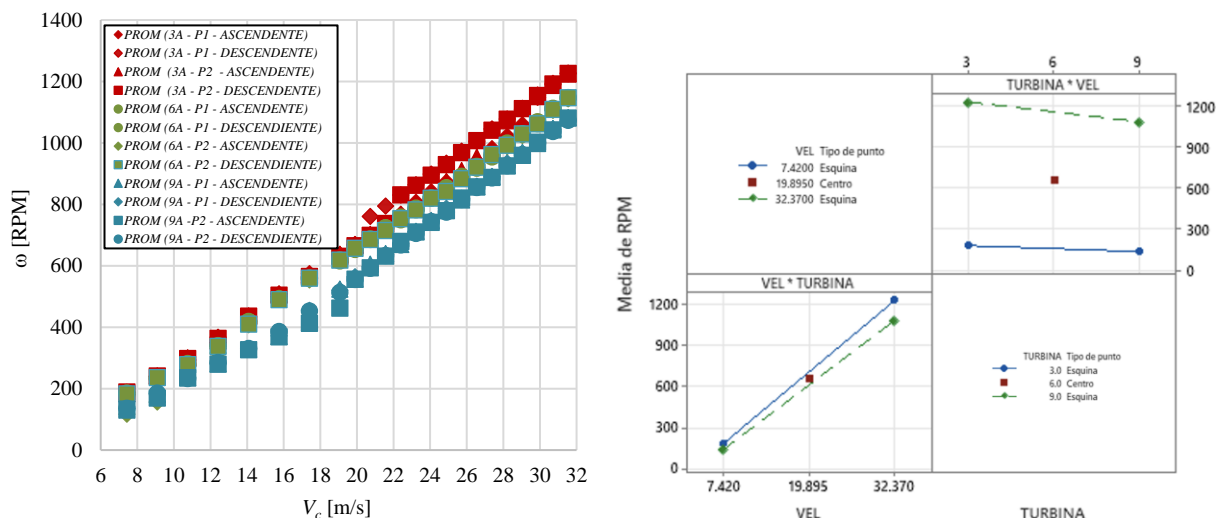 1400
1200
1000
800
600
400
200
0
ω [RPM]
PROM (3A - P1 - ASCENDENTE)
PROM (3A - P1 - DESCENDENTE)
PROM (3A - P2 - ASCENDENTE)
PROM (3A - P2 - DESCENDENTE)
PROM (6A - P1 - ASCENDENTE)
PROM (6A - P1 - DESCENDIENTE)
PROM (6A - P2 - ASCENDENTE)
PROM (6A - P2 - DESCENDIENTE)
PROM (9A - P1 - ASCENDENTE)
PROM (9A - P1 - DESCENDIENTE)
PROM (9A -P2 - ASCENDENTE)
PROM (9A - P2 - DESCENDIENTE)
6 8 10 12 14 16 18 20 22 24 26 28 30 32
Vc [m/s]
3 6 9
TURBINA * VEL
1200
900
600
300
0
VEL Tipo de punto
7.4200 Esquina
19.8950 Centro
32.3700 Esquina
Media de RPM
VEL * TURBINA
1200
900
600
300
0
7.420 19.895 32.370
VEL
TURBINA Tipo de punto
3.0 Esquina
6.0 Centro
9.0 Esquina
TURBINA